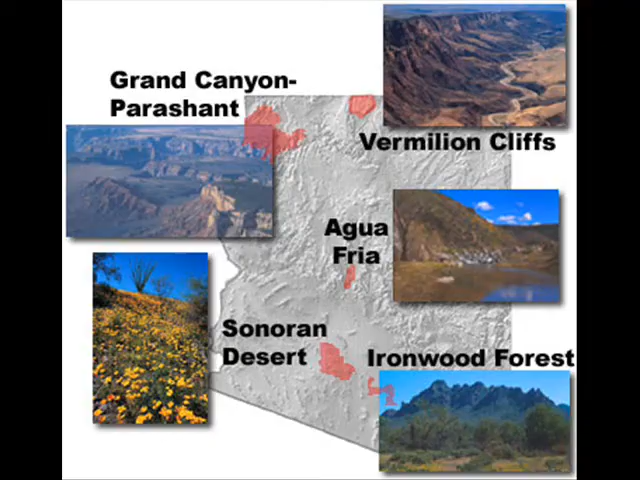 Grand Canyon-
Parashant
Vermilion Cliffs
Agua
Fria
Sonoran
Desert
Ironwood Forest